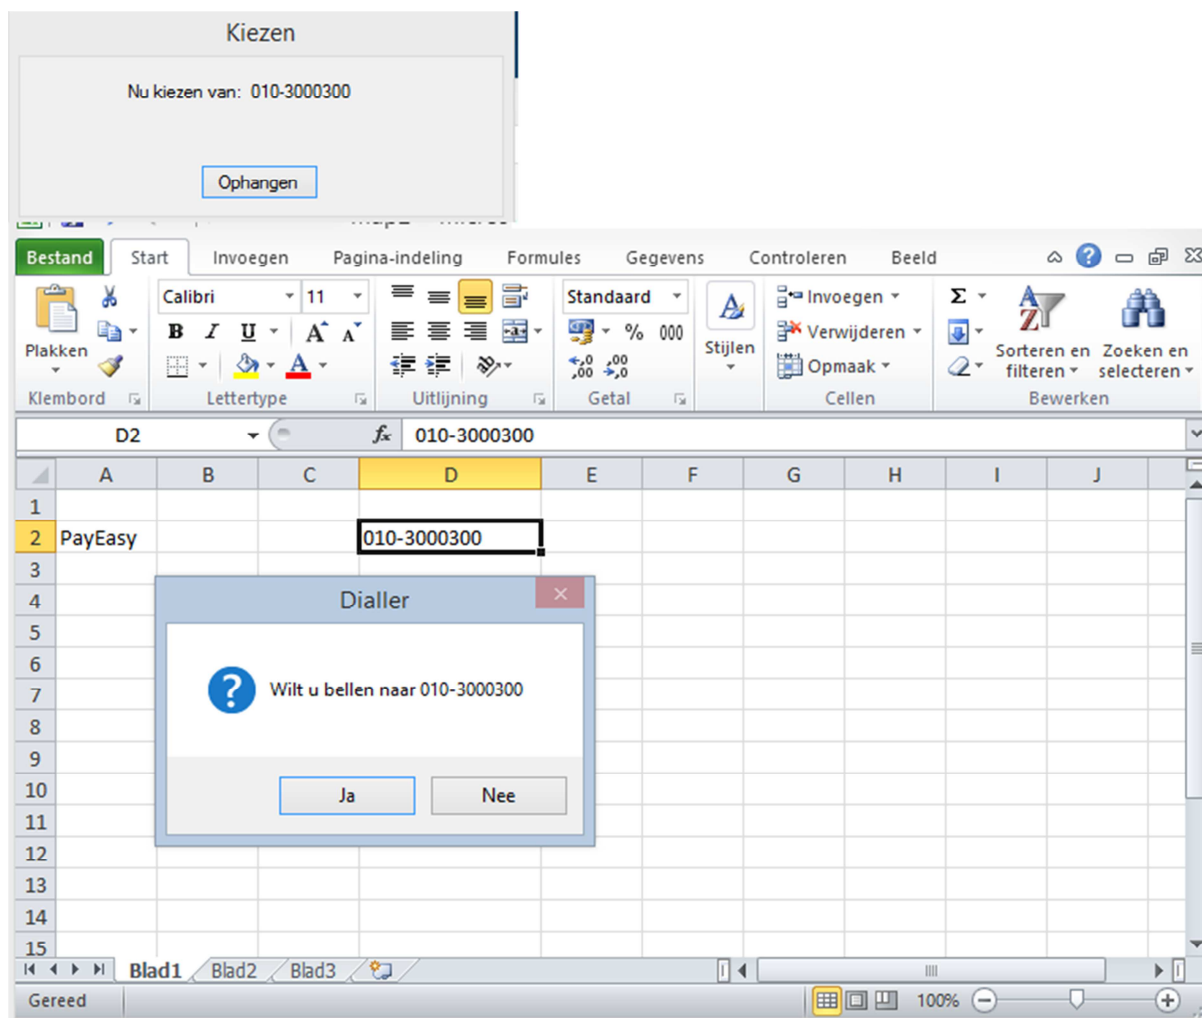 Kiezen
Nu kiezen van: 010-3000300
Ophangen
Bestand Start Invoegen Pagina-indeling Formules Gegevens Controleren Beeld
Calibri 11 Standaard Invoegen
B I U A A % 000 Verwijderen
Plakken Stijlen Sorteren en Zoeken en
Opmaak filteren selecteren
Klembord Lettertype Uitlijning Getal Cellen Bewerken
D2 fx 010-3000300
A B C D E F G H I J
1
2 PayEasy 010-3000300
3
4 Dialler
5
6
7 Wilt u bellen naar 010-3000300
8
9
10 Ja Nee
11
12
13
14
15
Blad1 Blad2 Blad3
Gereed 100%